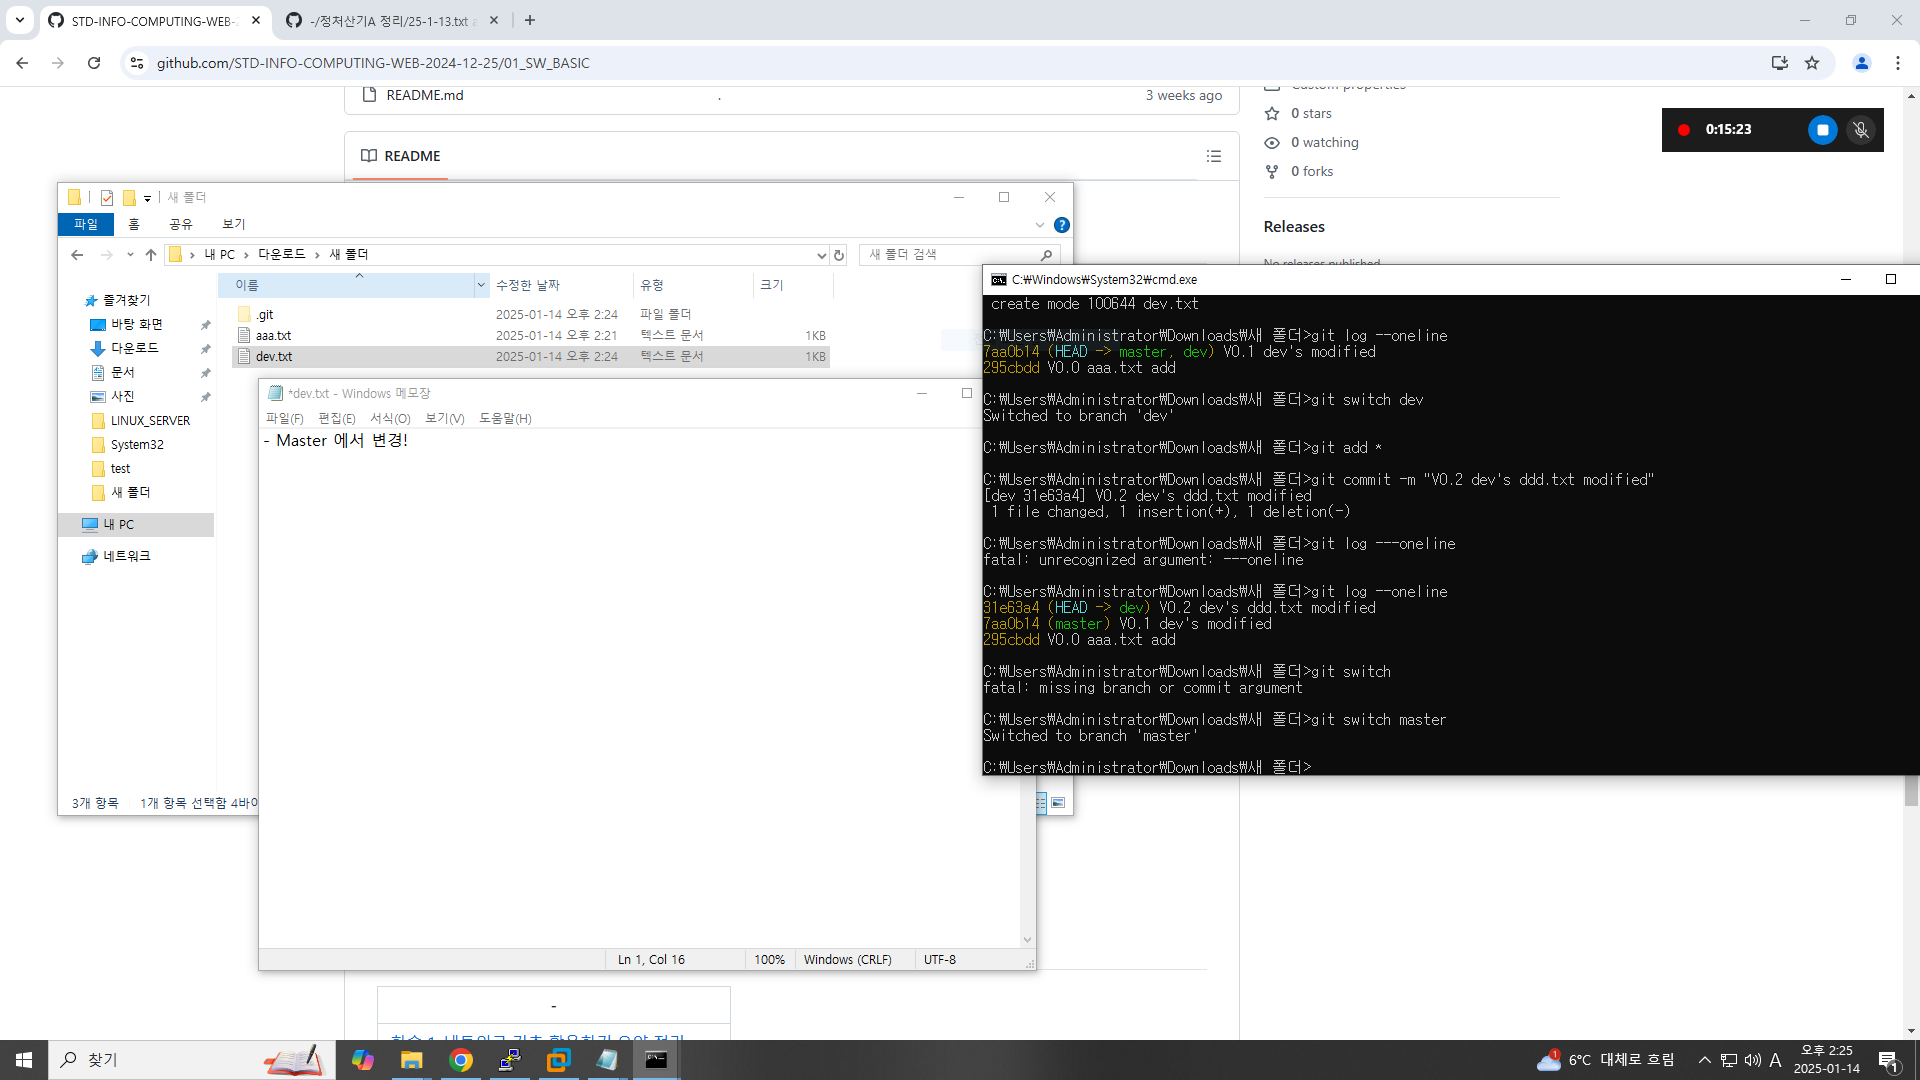 STD-INFO-COMPUTING-WEB-2
-/정처산기A 정리/25-1-13.txt a
github.com/STD-INFO-COMPUTING-WEB-2024-12-25/01_SW_BASIC
README.md
.
3 weeks ago
Custom properties
0 stars
0 watching
0 forks
0:15:23
README
Releases
No releases published
새 폴더
파일
홈
공유
보기
내 PC
다운로드
새 폴더
새 폴더 검색
이름
수정한 날짜
유형
크기
.git
2025-01-14 오후 2:24
파일 폴더
aaa.txt
2025-01-14 오후 2:21
텍스트 문서
1KB
dev.txt
2025-01-14 오후 2:24
텍스트 문서
1KB
즐겨찾기
바탕 화면
다운로드
문서
사진
LINUX_SERVER
System32
test
새 폴더
내 PC
네트워크
3개 항목
1개 항목 선택함 4바이
*dev.txt - Windows 메모장
파일(F)
편집(E)
서식(O)
보기(V)
도움말(H)
- Master 에서 변경!
Ln 1, Col 16
100%
Windows (CRLF)
UTF-8
C:₩Windows₩System32₩cmd.exe
create mode 100644 dev.txt
C:₩Users₩Administrator₩Downloads₩새 폴더>git log --oneline
7aa0b14 (HEAD -> master, dev) V0.1 dev's modified
295cbdd V0.0 aaa.txt add
C:₩Users₩Administrator₩Downloads₩새 폴더>git switch dev
Switched to branch 'dev'
C:₩Users₩Administrator₩Downloads₩새 폴더>git add *
C:₩Users₩Administrator₩Downloads₩새 폴더>git commit -m "V0.2 dev's ddd.txt modified"
[dev 31e63a4] V0.2 dev's ddd.txt modified
1 file changed, 1 insertion(+), 1 deletion(-)
C:₩Users₩Administrator₩Downloads₩새 폴더>git log ---oneline
fatal: unrecognized argument: ---oneline
C:₩Users₩Administrator₩Downloads₩새 폴더>git log --oneline
31e63a4 (HEAD -> dev) V0.2 dev's ddd.txt modified
7aa0b14 (master) V0.1 dev's modified
295cbdd V0.0 aaa.txt add
C:₩Users₩Administrator₩Downloads₩새 폴더>git switch
fatal: missing branch or commit argument
C:₩Users₩Administrator₩Downloads₩새 폴더>git switch master
Switched to branch 'master'
C:₩Users₩Administrator₩Downloads₩새 폴더>
-
찾기
6°C 대체로 흐림
A
오후 2:25
2025-01-14
1